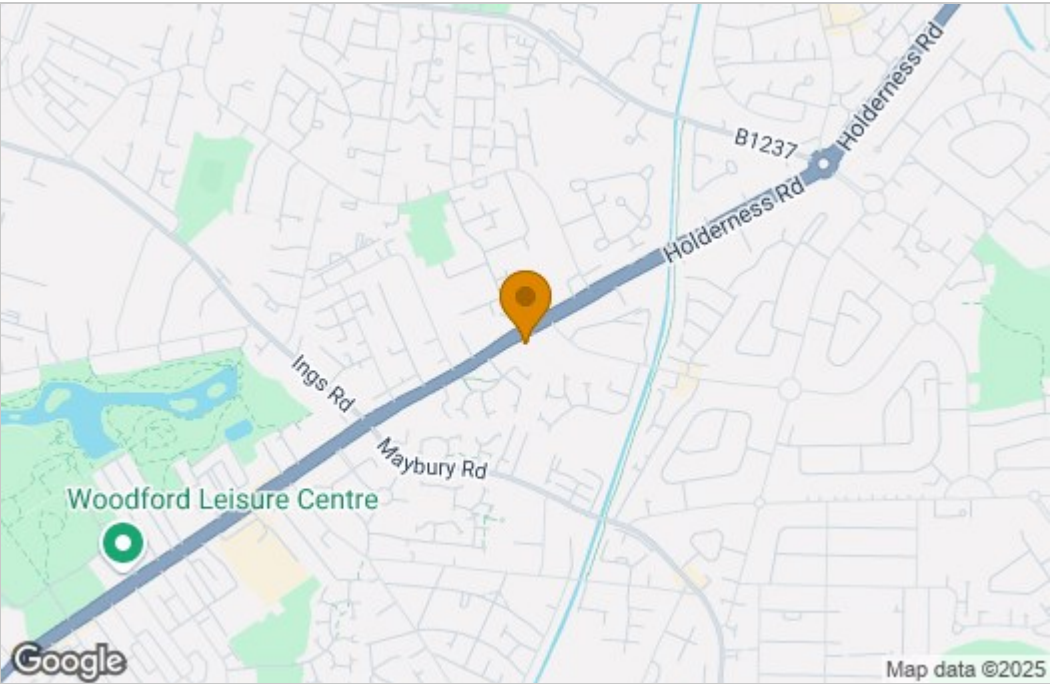 Holderness Rd
B1237
Holderness Rd
Ings Rd
Maybury Rd
Woodford Leisure Centre
Google
Map data ©2025